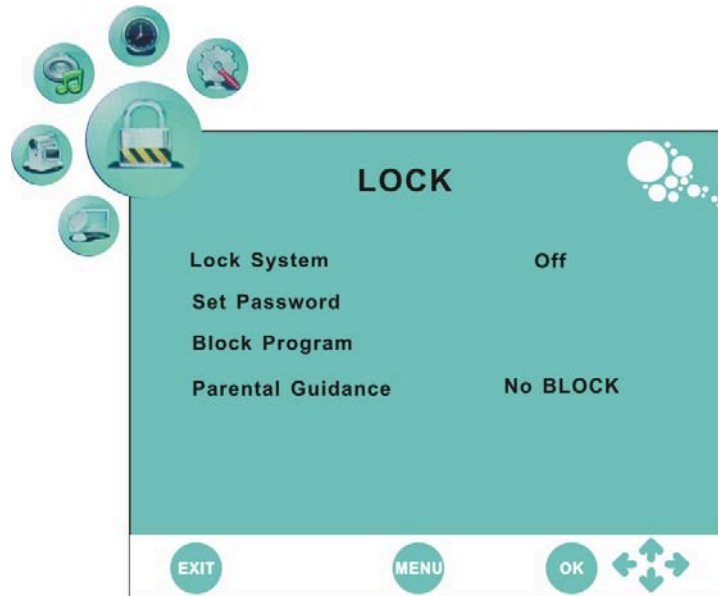 LOCK
Lock System Off
Set Password
Block Program
Parental Guidance No BLOCK
EXIT MENU OK